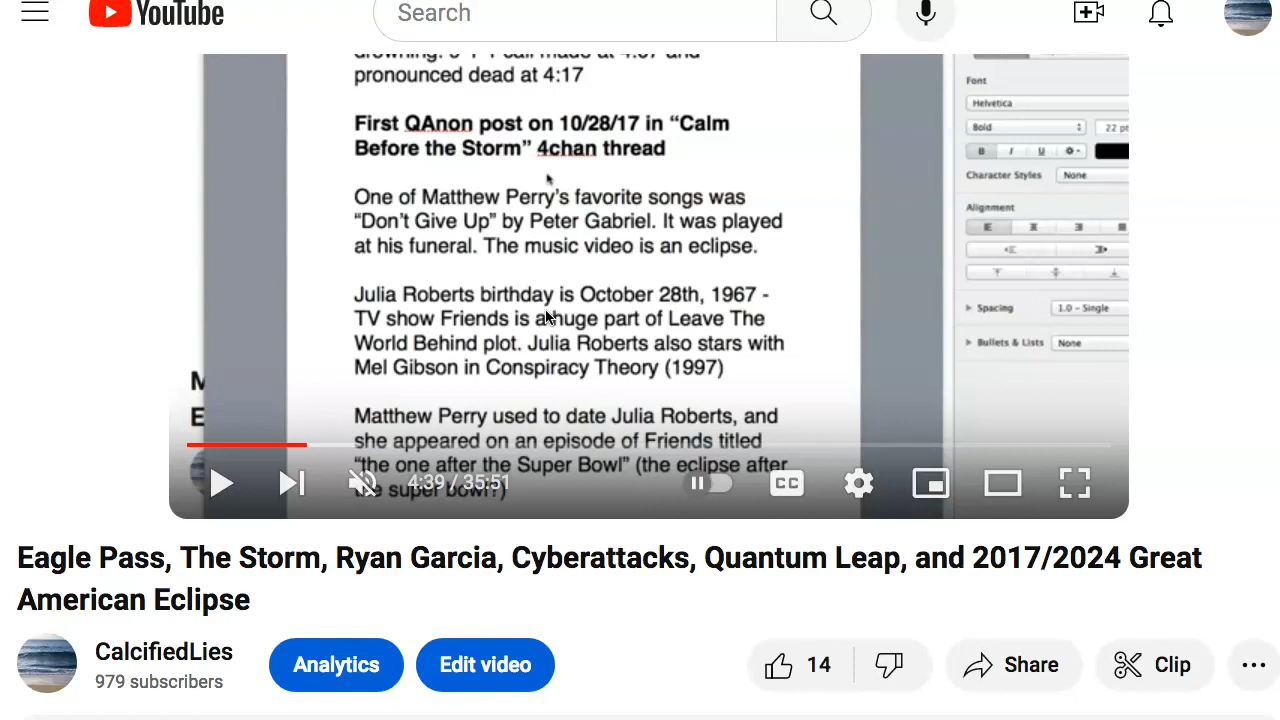 YouTube
Search
pronounced dead at 4:17
First QAnon post on 10/28/17 in “Calm
Before the Storm” 4chan thread
One of Matthew Perry’s favorite songs was
“Don’t Give Up” by Peter Gabriel. It was played
at his funeral. The music video is an eclipse.
Julia Roberts birthday is October 28th, 1967 -
TV show Friends is a huge part of Leave The
World Behind plot. Julia Roberts also stars with
Mel Gibson in Conspiracy Theory (1997)
Matthew Perry used to date Julia Roberts, and
she appeared on an episode of Friends titled
“the one after the Super Bowl” (the eclipse after
the super bowl?)
Font
Helvetica
Bold
22 pt
B I U
Character Styles None
Alignment
Spacing 1.0 - Single
Bullets & Lists None
M
E
4:39 / 35:51
CC
Eagle Pass, The Storm, Ryan Garcia, Cyberattacks, Quantum Leap, and 2017/2024 Great
American Eclipse
CalcifiedLies
979 subscribers
Analytics
Edit video
14
Share
Clip